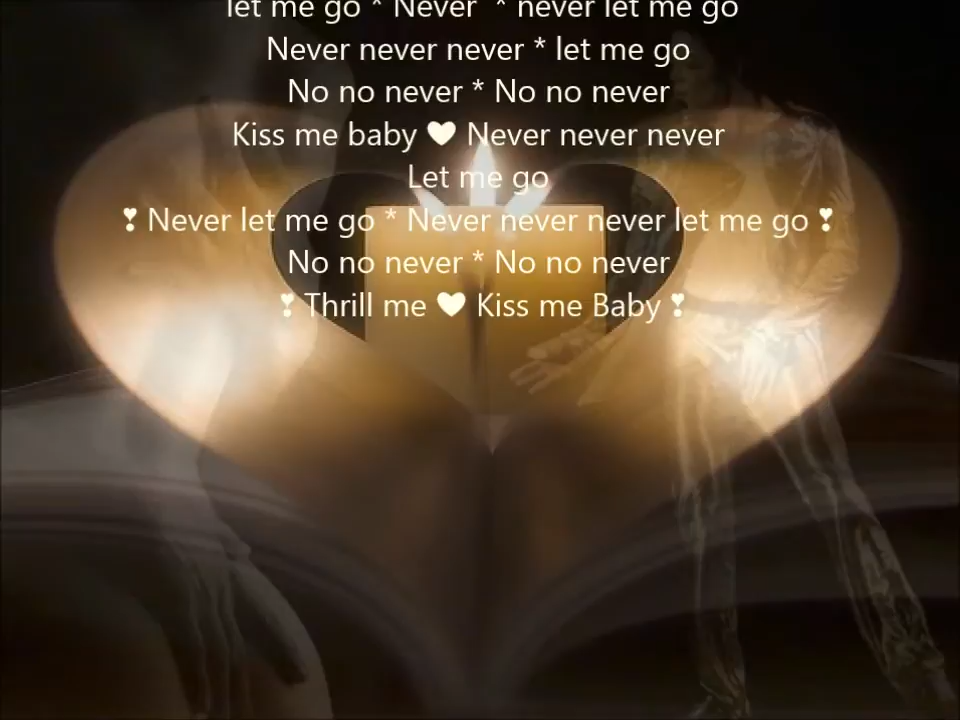 let me go * Never * never let me go
Never never never * let me go
No no never * No no never
Kiss me baby ♥ Never never never
Let me go
❣ Never let me go * Never never never let me go ❣
No no never * No no never
❣ Thrill me ♥ Kiss me Baby ❣